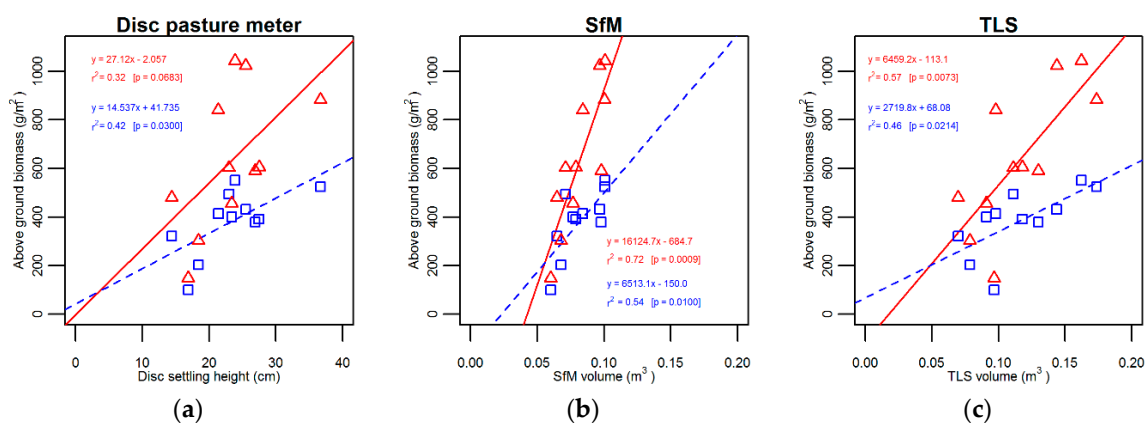 Disc pasture meter
y = 27.12x - 2.057
r² = 0.32 [p = 0.0683]
y = 14.537x + 41.735
r² = 0.42 [p = 0.0300]
Above ground biomass (g/m²)
0 200 400 600 800 1000
0 10 20 30 40
Disc settling height (cm)
(a)
SfM
Above ground biomass (g/m²)
0 200 400 600 800 1000
y = 16124.7x - 684.7
r² = 0.72 [p = 0.0009]
y = 6513.1x - 150.0
r² = 0.54 [p = 0.0100]
0.00 0.05 0.10 0.15 0.20
SfM volume (m³ )
(b)
TLS
y = 6459.2x - 113.1
r² = 0.57 [p = 0.0073]
y = 2719.8x + 68.08
r² = 0.46 [p = 0.0214]
Above ground biomass (g/m²)
0 200 400 600 800 1000
0.00 0.05 0.10 0.15 0.20
TLS volume (m³ )
(c)